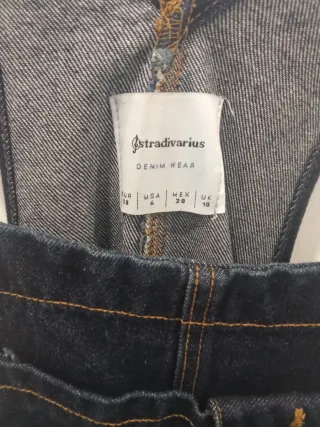 stradivarius
DENIM WEAR
EUR USA MEX UK
38 6 28 10